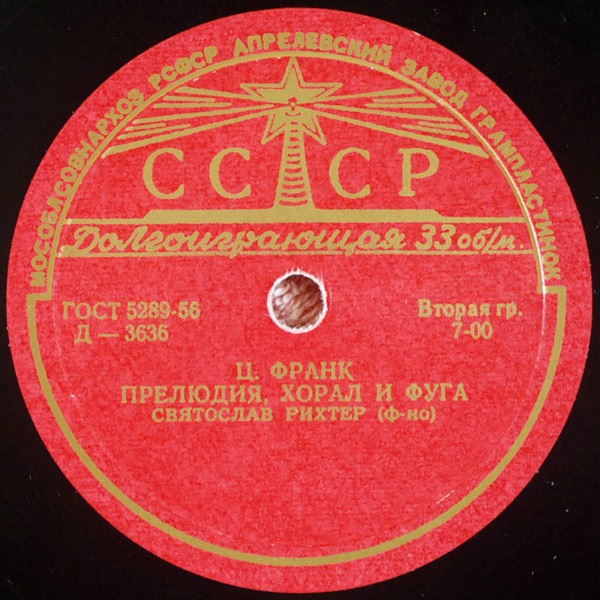 МОСОБЛСОВНАРХОЗ РСФСР АПРЕЛЕВСКИЙ ЗАВОД ГРАМПЛАСТИНОК
СССР
Долгоиграющая 33 об/м.
ГОСТ 5289-56
Д — 3636
Вторая гр.
7-00
Ц. ФРАНК
ПРЕЛЮДИЯ, ХОРАЛ И ФУГА
СВЯТОСЛАВ РИХТЕР (ф-но)